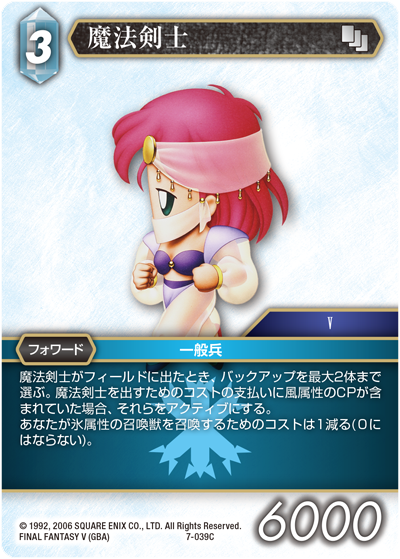 3
魔法剣士
V
フォワード
一般兵
魔法剣士がフィールドに出たとき、バックアップを最大2体まで
選ぶ。魔法剣士を出すためのコストの支払いに風属性のCPが含
まれていた場合、それらをアクティブにする。
あなたが氷属性の召喚獣を召喚するためのコストは1減る(0に
はならない)。
© 1992, 2006 SQUARE ENIX CO., LTD. All Rights Reserved.
FINAL FANTASY V (GBA)
7-039C
6000